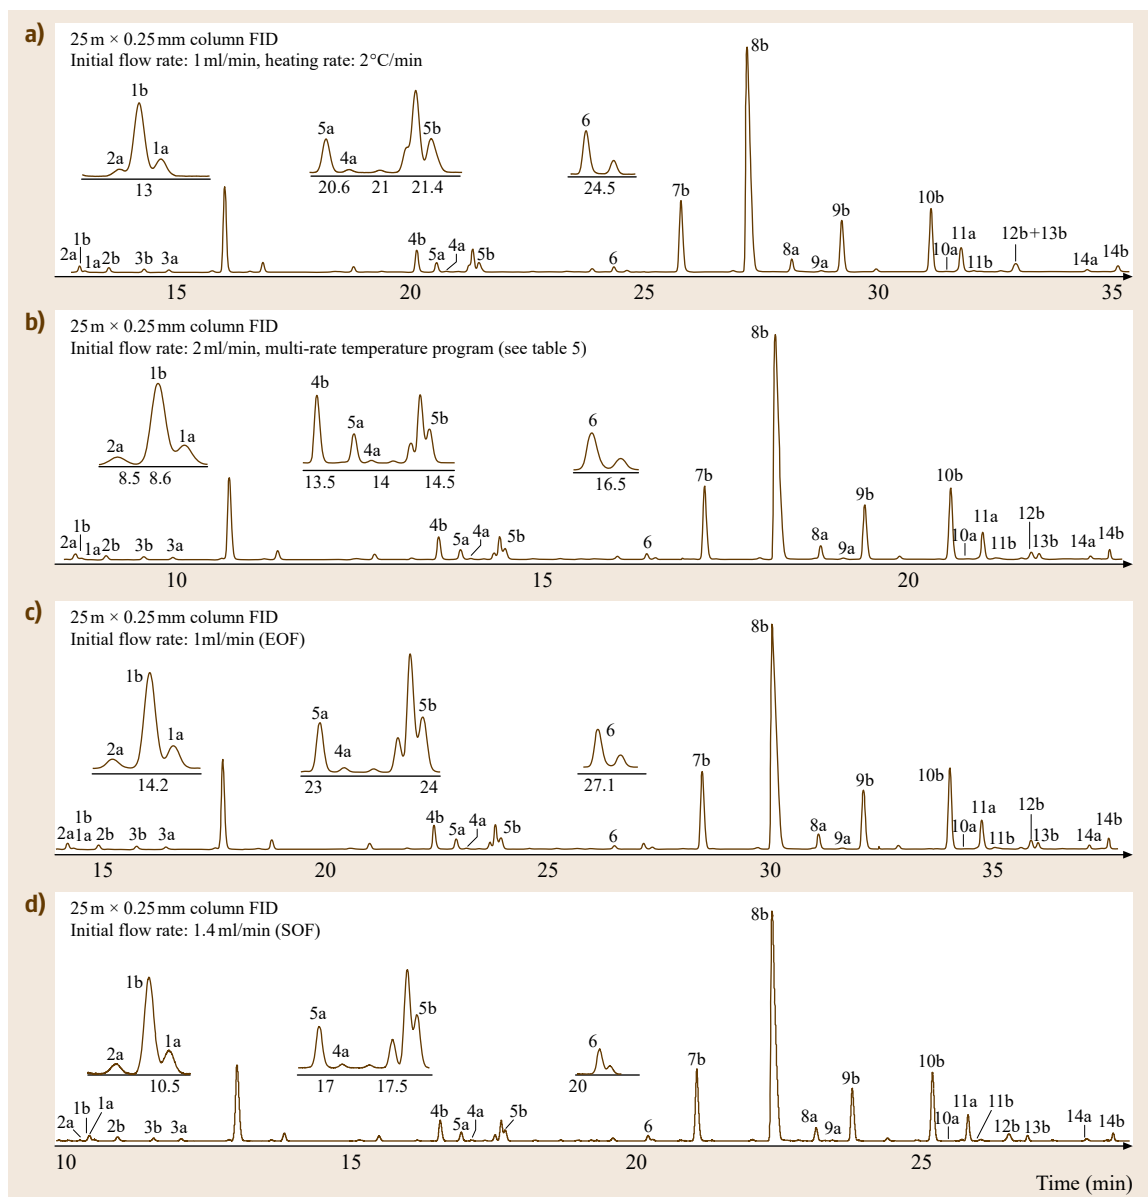 a)
25 m × 0.25 mm column FID
Initial flow rate: 1 ml/min, heating rate: 2°C/min
1b
2a
1a
13
5a
4a
5b
20.6
21
21.4
6
24.5
2a
1b
1a
2b
3b
3a
4b
5a
4a
5b
6
7b
8b
8a
9a
9b
10b
10a
11a
11b
12b+13b
14a
14b
15
20
25
30
35
b)
25 m × 0.25 mm column FID
Initial flow rate: 2 ml/min, multi-rate temperature program (see table 5)
1b
2a
1a
8.5
8.6
4b
5a
4a
5b
13.5
14
14.5
6
16.5
2a
1b
1a
2b
3b
3a
4b
5a
4a
5b
6
7b
8b
8a
9a
9b
10b
10a
11a
11b
12b
13b
14a
14b
10
15
20
c)
25 m × 0.25 mm column FID
Initial flow rate: 1ml/min (EOF)
1b
2a
1a
14.2
5a
4a
5b
23
24
6
27.1
2a
1b
1a
2b
3b
3a
4b
5a
4a
5b
6
7b
8b
8a
9a
9b
10b
10a
11a
11b
12b
13b
14a
14b
15
20
25
30
35
d)
25 m × 0.25 mm column FID
Initial flow rate: 1.4 ml/min (SOF)
1b
2a
1a
10.5
5a
4a
5b
17
17.5
6
20
2a
1b
1a
2b
3b
3a
4b
5a
4a
5b
6
7b
8b
8a
9a
9b
10b
10a
11a
11b
12b
13b
14a
14b
10
15
20
25
Time (min)